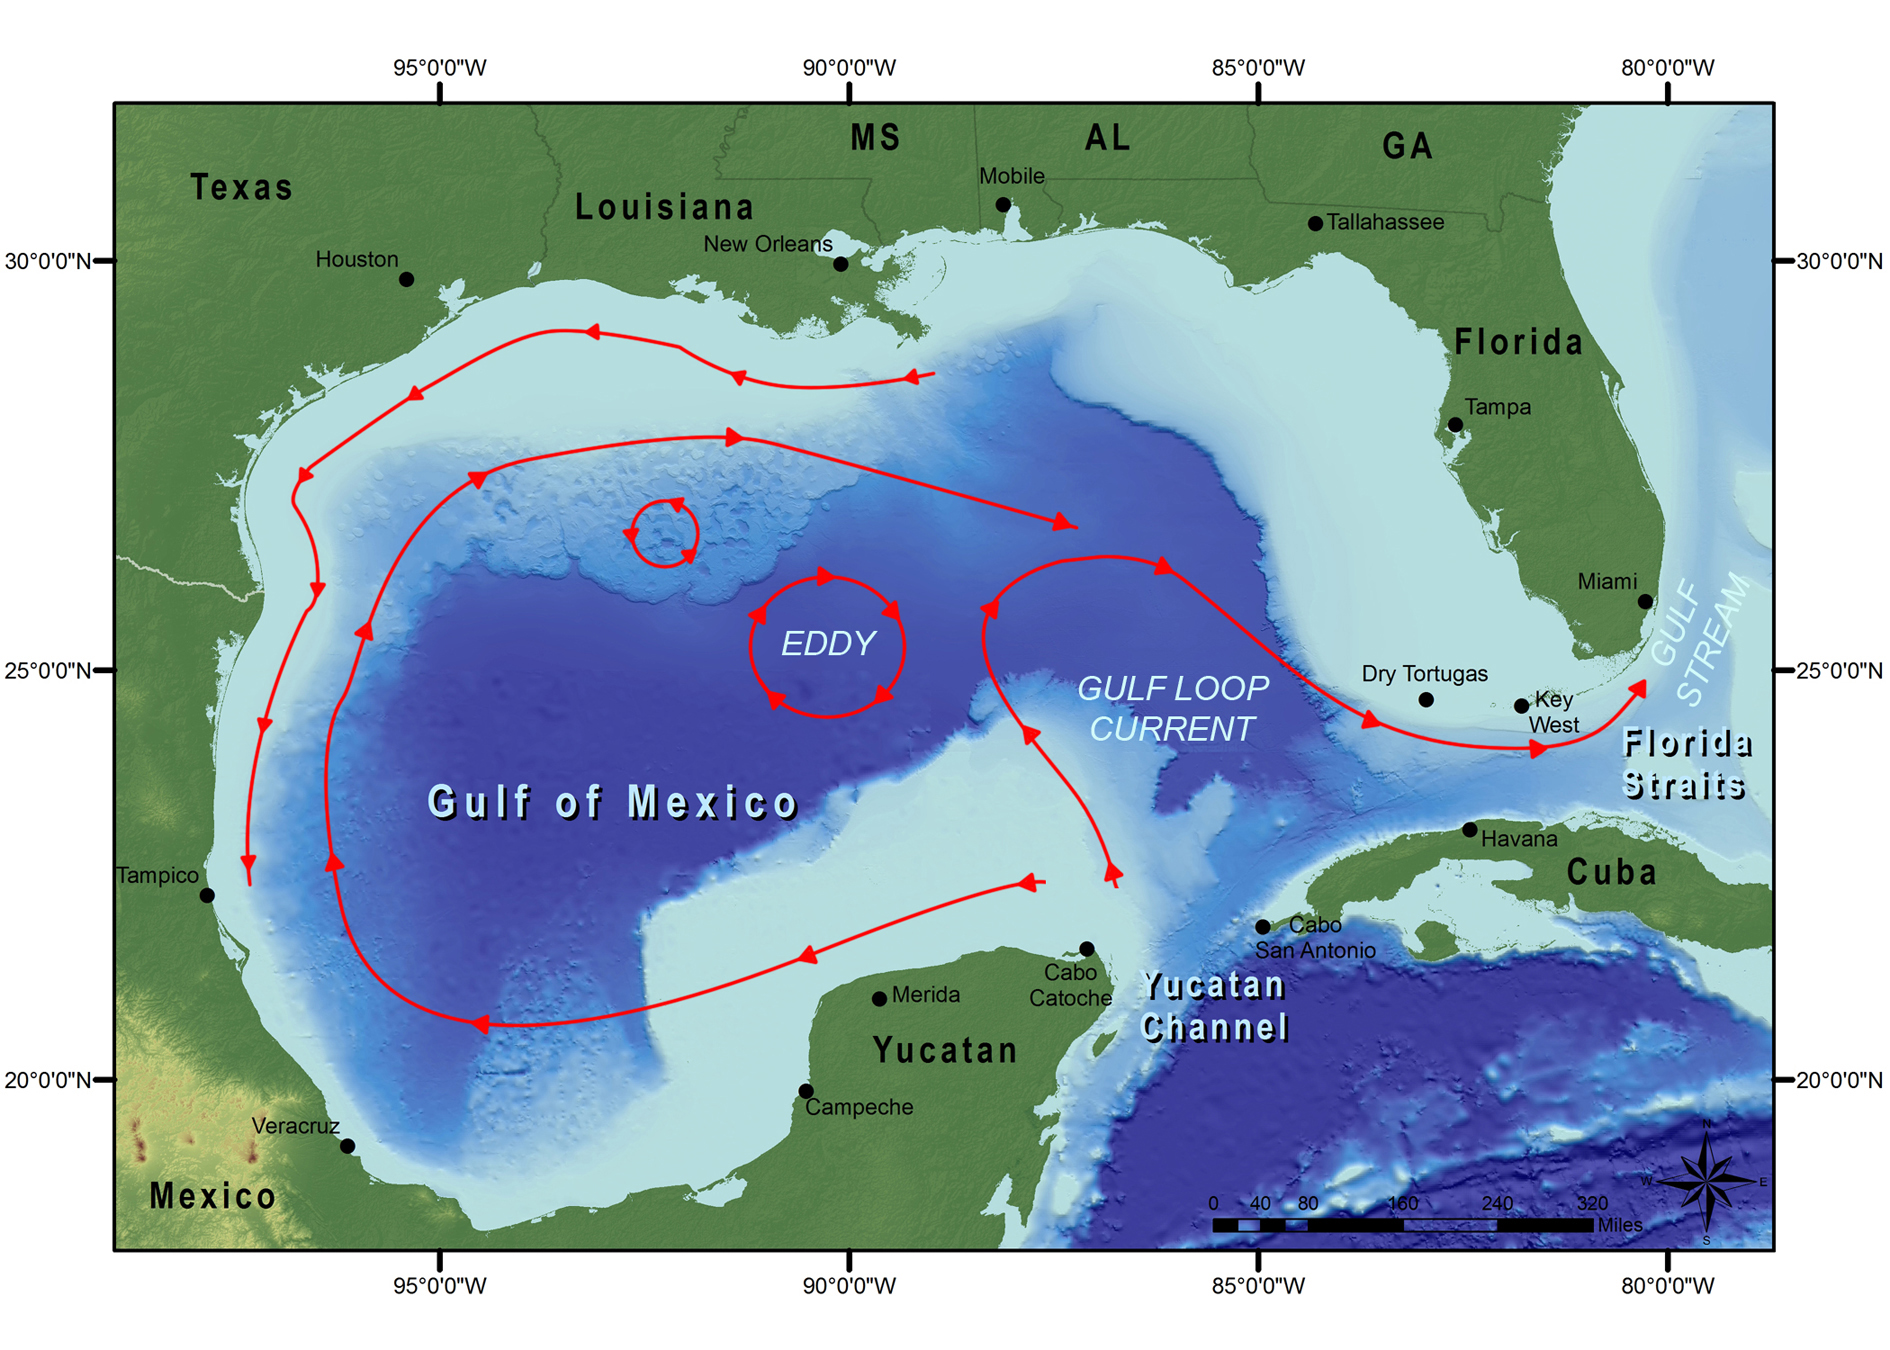 95°0'0"W
90°0'0"W
85°0'0"W
80°0'0"W
MS
AL
GA
Texas
Louisiana
Mobile
Tallahassee
New Orleans
Houston
30°0'0"N
30°0'0"N
Florida
Tampa
Miami
GULF
STREAM
EDDY
25°0'0"N
25°0'0"N
Dry Tortugas
Key
West
GULF LOOP
CURRENT
Florida
Straits
Gulf of Mexico
Havana
Cuba
Tampico
Cabo
San Antonio
Cabo
Catoche
Yucatan
Channel
Merida
Yucatan
20°0'0"N
20°0'0"N
Campeche
Veracruz
Mexico
N
W
E
S
0 40 80 160 240 320
Miles
95°0'0"W
90°0'0"W
85°0'0"W
80°0'0"W